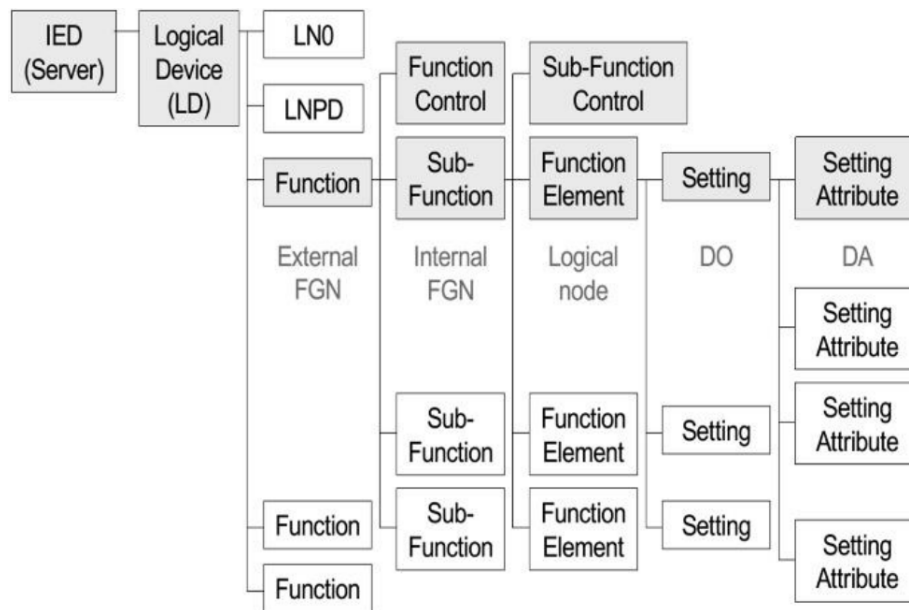 IED
(Server)
Logical
Device
(LD)
LN0
LNPD
Function
Control
Sub-Function
Control
Function
Sub-
Function
Function
Element
Setting
Setting
Attribute
External
FGN
Internal
FGN
Logical
node
DO
DA
Setting
Attribute
Sub-
Function
Function
Element
Setting
Setting
Attribute
Function
Sub-
Function
Function
Element
Setting
Setting
Attribute
Function